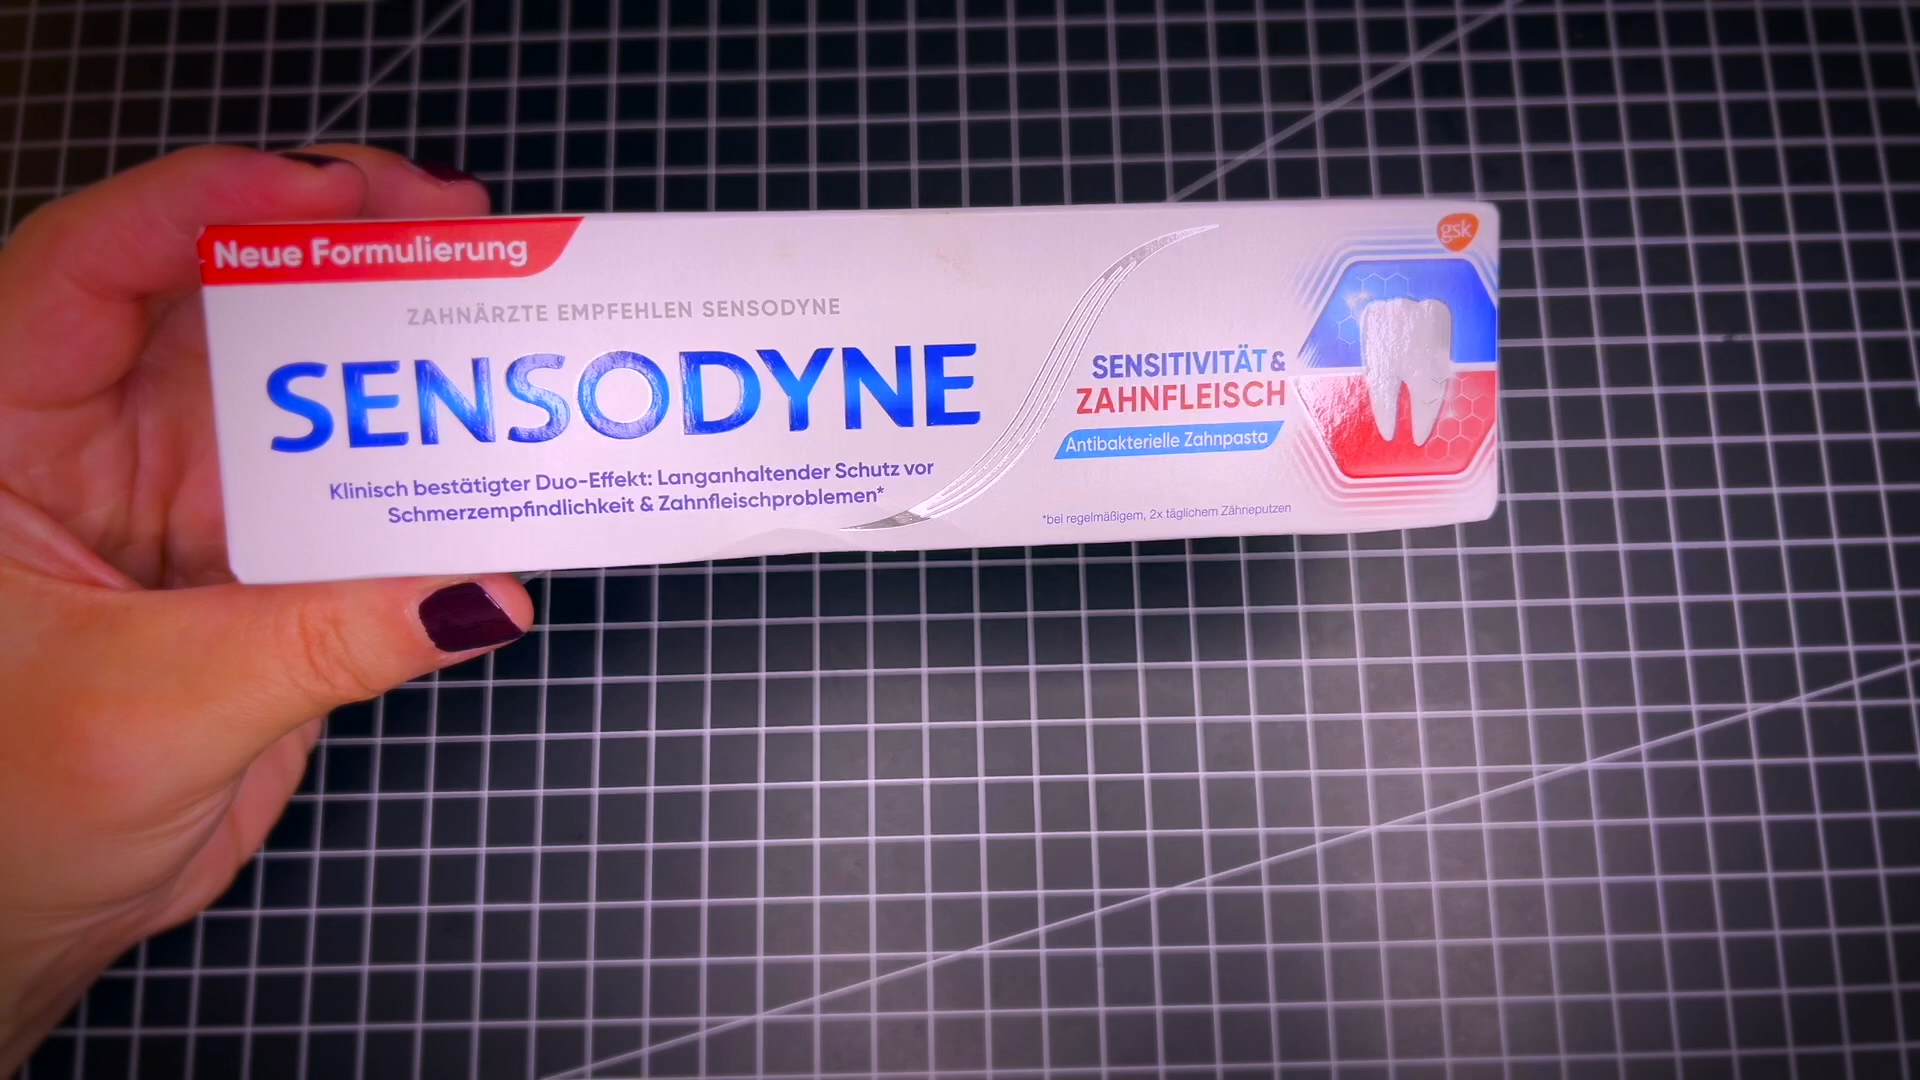 Neue Formulierung
ZAHNÄRZTE EMPFEHLEN SENSODYNE
SENSODYNE
Klinisch bestätigter Duo-Effekt: Langanhaltender Schutz vor
Schmerzempfindlichkeit & Zahnfleischproblemen*
gsk
SENSITIVITÄT &
ZAHNFLEISCH
Antibakterielle Zahnpasta
*bei regelmäßigem, 2x täglichem Zähneputzen